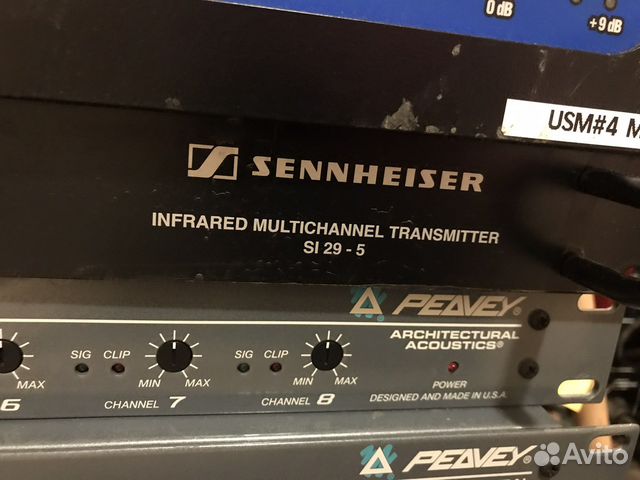 0 dB
+9 dB
USM#4 M
SENNHEISER
INFRARED MULTICHANNEL TRANSMITTER
SI 29 - 5
PEAVEY®
ARCHITECTURAL
ACOUSTICS®
SIG CLIP
SIG CLIP
MAX
MIN MAX
MIN MAX
POWER
6
CHANNEL 7
CHANNEL 8
DESIGNED AND MADE IN U.S.A.
PEAVEY®
Avito